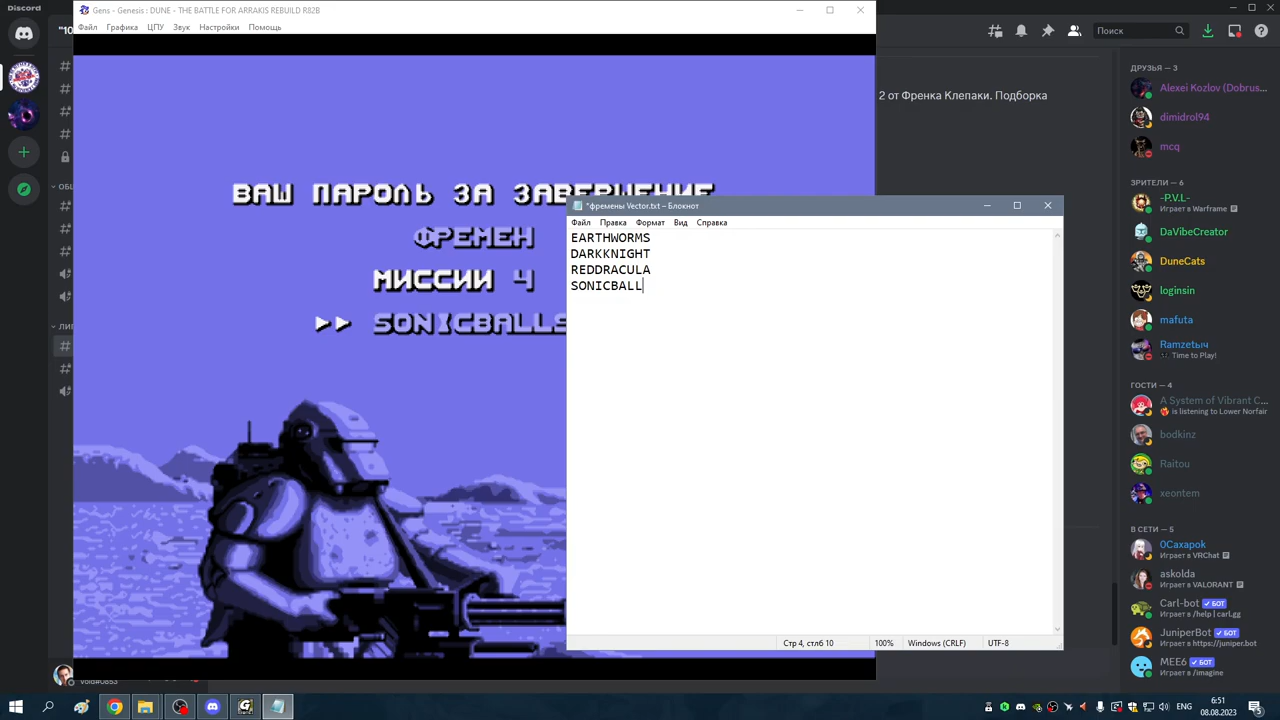 Gens - Genesis : DUNE - THE BATTLE FOR ARRAKIS REBUILD R82B
Файл Графика ЦПУ Звук Настройки Помощь
Поиск
2 от Френка Клепаки. Подборка
ВАШ ПАРОЛЬ ЗА ЗАВЕРШЕНИЕ
ФРЕМЕН
МИССИИ 4
SONICBALLS
*фремены Vector.txt – Блокнот
Файл Правка Формат Вид Справка
EARTHWORMS
DARKKNIGHT
REDDRACULA
SONICBALL
Стр 4, стлб 10 100% Windows (CRLF) UTF-8
ДРУЗЬЯ — 3
Alexei Kozlov (Dobrus...
dimidrol94
mcq
СТРИМЕРЫ — 6
-P.V.L-
Играет в Warframe
DaVibeCreator
DuneCats
loginsin
mafuta
Ramzетыч
Time to Play!
ГОСТИ — 4
A System of Vibrant C...
is listening to Lower Norfair
bodkinz
Raitou
xeontem
В СЕТИ — 5
0Сахарок
Играет в VRChat
askolda
Играет в VALORANT
Carl-bot БОТ
Играет в /help | carl.gg
JuniperBot БОТ
Играет в https://juniper.bot
MEE6 БОТ
/imagine
6:51
08.08.2023